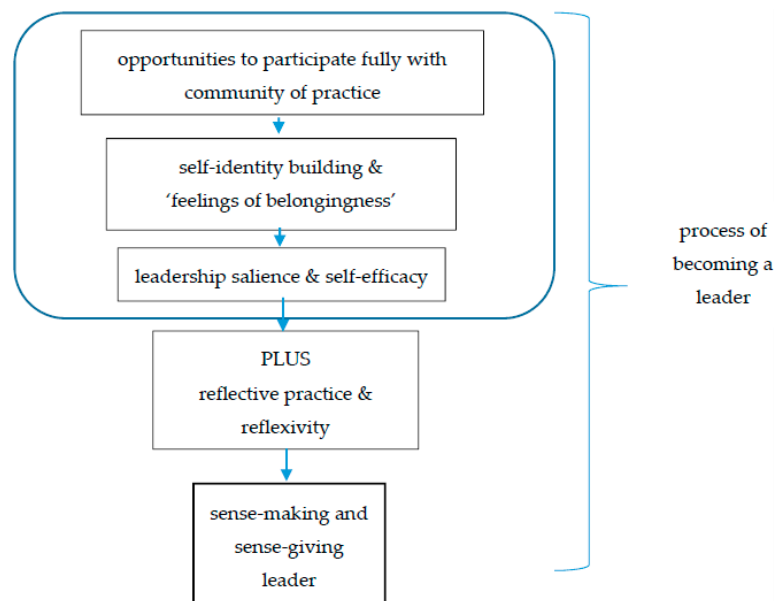 opportunities to participate fully with
community of practice
self-identity building &
‘feelings of belongingness’
leadership salience & self-efficacy
PLUS
reflective practice &
reflexivity
sense-making and
sense-giving
leader
process of
becoming a
leader